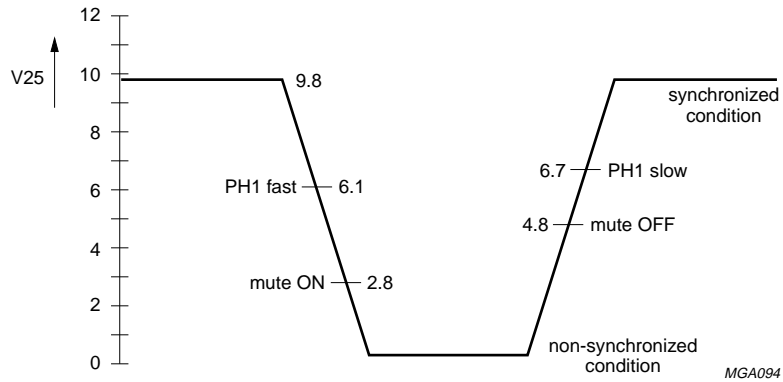 12
V25
10
9.8
synchronized
condition
8
6.7 PH1 slow
PH1 fast 6.1
6
4.8 mute OFF
4
mute ON 2.8
2
non-synchronized
condition
0
MGA094